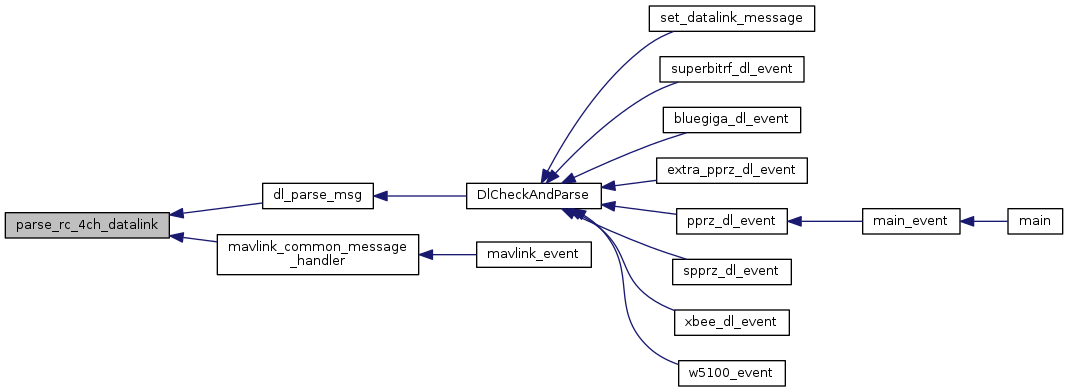 set_datalink_message
superbitrf_dl_event
bluegiga_dl_event
extra_pprz_dl_event
dl_parse_msg
DlCheckAndParse
parse_rc_4ch_datalink
pprz_dl_event
main_event
main
mavlink_common_message
_handler
mavlink_event
spprz_dl_event
xbee_dl_event
w5100_event